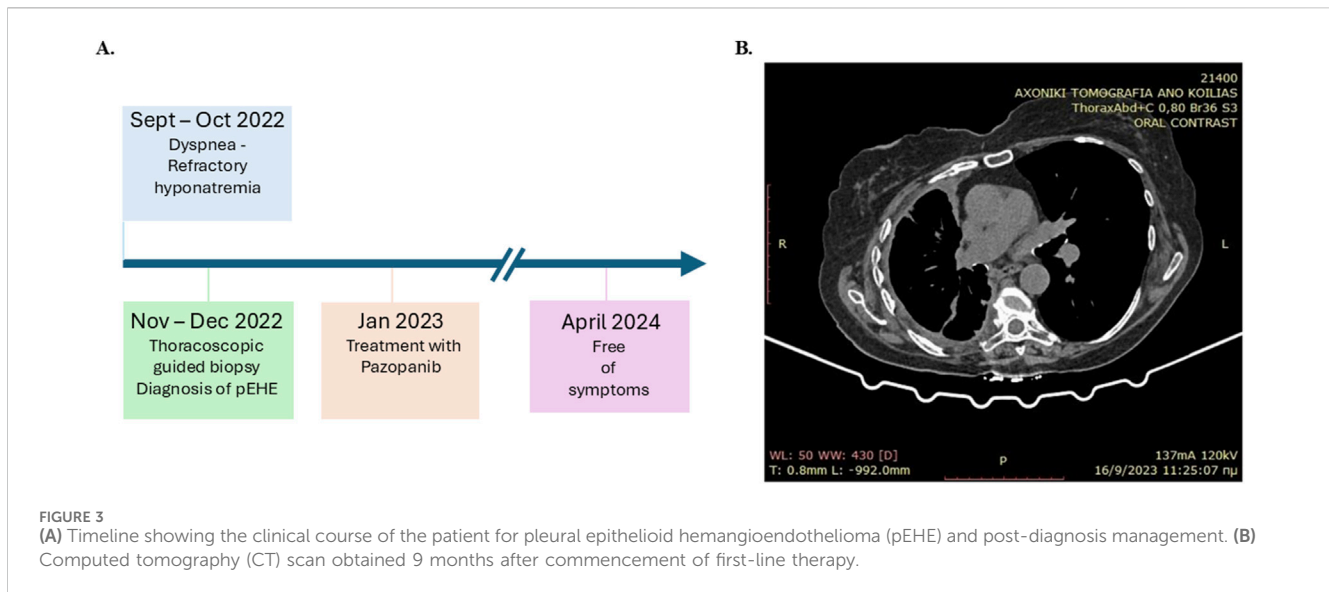 A.
Sept – Oct 2022
Dyspnea -
Refractory
hyponatremia
Nov – Dec 2022
Thoracoscopic
guided biopsy
Diagnosis of pEHE
Jan 2023
Treatment with
Pazopanib
April 2024
Free
of
symptoms
B.
21400
AXONIKI TOMOGRAFIA ANO KOILIAS
ThoraxAbd+C 0,80 Br36 S3
ORAL CONTRAST
R
L
WL: 50 WW: 430 [D]
T: 0.8mm L: -992.0mm
P
137mA 120kV
16/9/2023 11:25:07 πμ
FIGURE 3
(A) Timeline showing the clinical course of the patient for pleural epithelioid hemangioendothelioma (pEHE) and post-diagnosis management. (B)
Computed tomography (CT) scan obtained 9 months after commencement of first-line therapy.